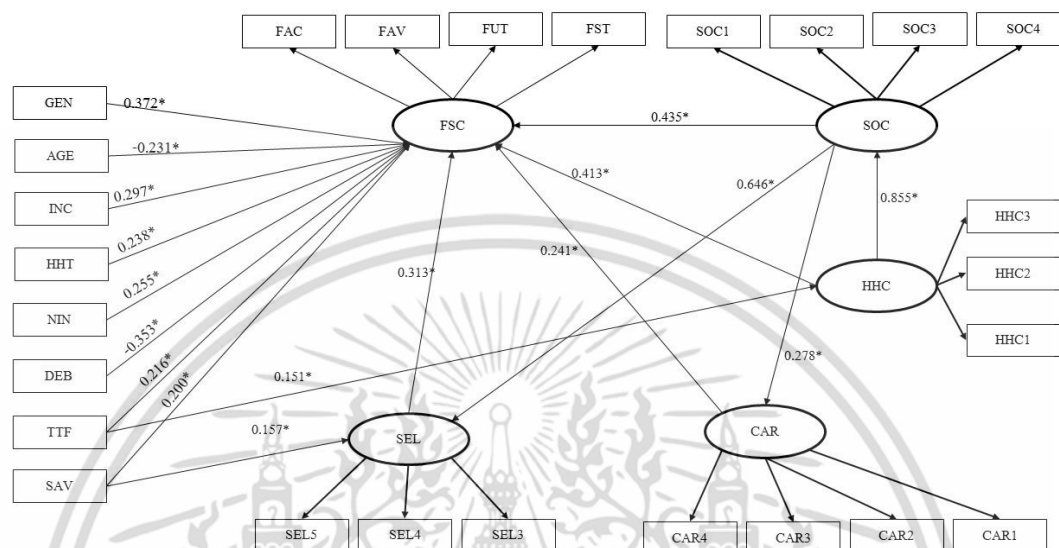 FAC
FAV
FUT
FST
SOC1
SOC2
SOC3
SOC4
GEN
0.372*
FSC
0.435*
SOC
AGE
-0.231*
INC
0.297*
0.413*
0.646*
0.855*
HHC3
HHT
0.238*
0.241*
NIN
0.255*
0.313*
HHC
HHC2
DEB
-0.353*
HHC1
0.216*
0.200*
0.151*
0.278*
TTF
0.157*
SEL
CAR
SAV
SEL5
SEL4
SEL3
CAR4
CAR3
CAR2
CAR1